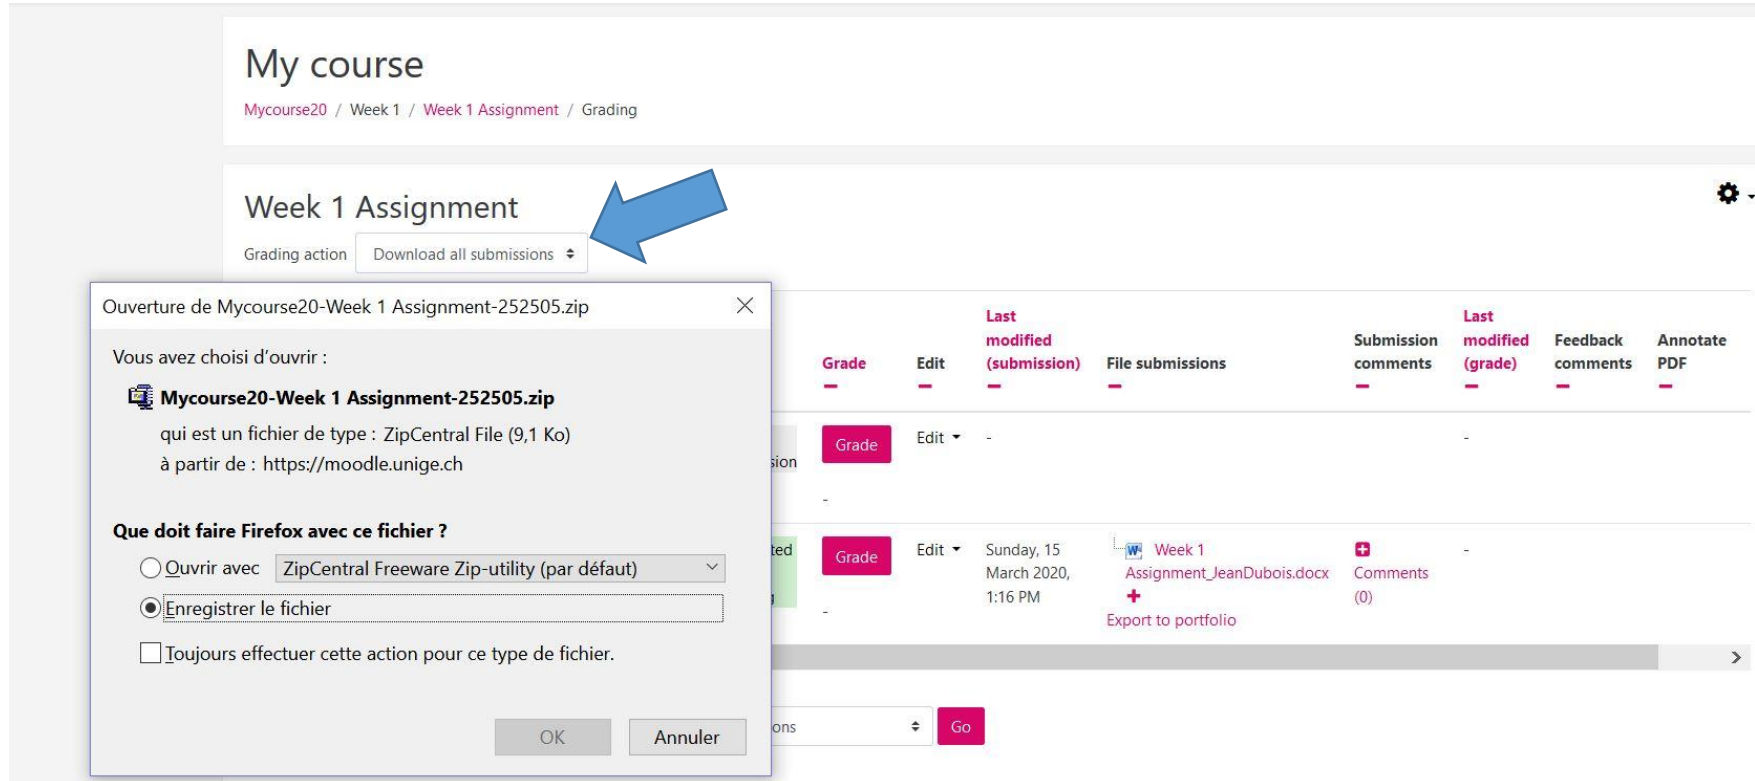 My course
Mycourse20 / Week 1 / Week 1 Assignment / Grading
Week 1 Assignment
Grading action Download all submissions
Ouverture de Mycourse20-Week 1 Assignment-252505.zip
Vous avez choisi d'ouvrir :
Mycourse20-Week 1 Assignment-252505.zip
qui est un fichier de type : ZipCentral File (9,1 Ko)
à partir de : https://moodle.unige.ch
Que doit faire Firefox avec ce fichier ?
Ouvrir avec ZipCentral Freeware Zip-utility (par défaut)
Enregistrer le fichier
Toujours effectuer cette action pour ce type de fichier.
OK Annuler
Grade
Edit
Last
modified
(submission)
File submissions
Submission
comments
Last
modified
(grade)
Feedback
comments
Annotate
PDF
sion
Grade
Edit
-
-
-
ted
Grade
Edit
Sunday, 15
March 2020,
1:16 PM
Week 1
Assignment_JeanDubois.docx
Export to portfolio
Comments
(0)
-
-
ons
Go